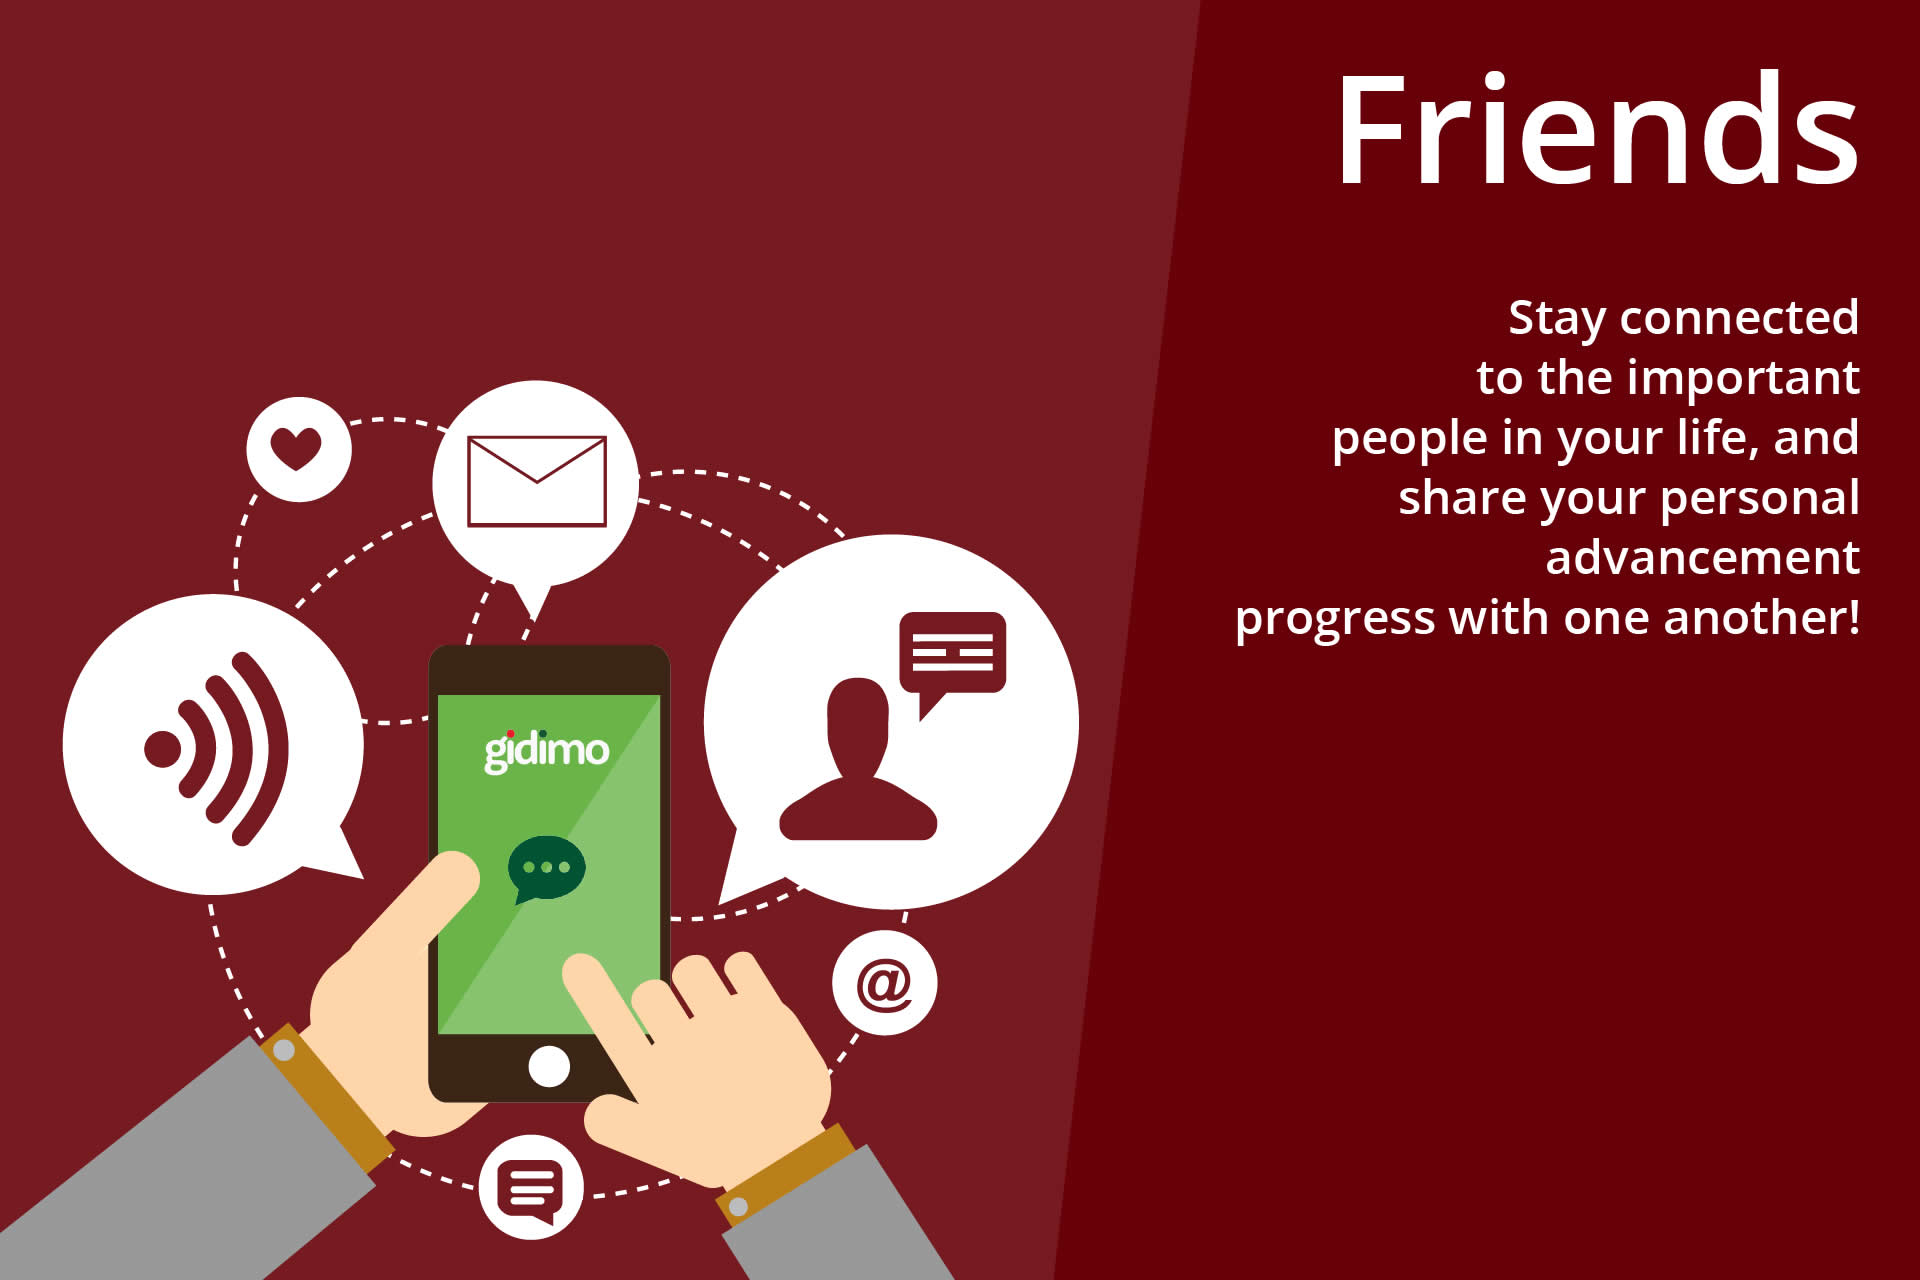 Friends
Stay connected
to the important
people in your life, and
share your personal
advancement
progress with one another!
gidimo
@